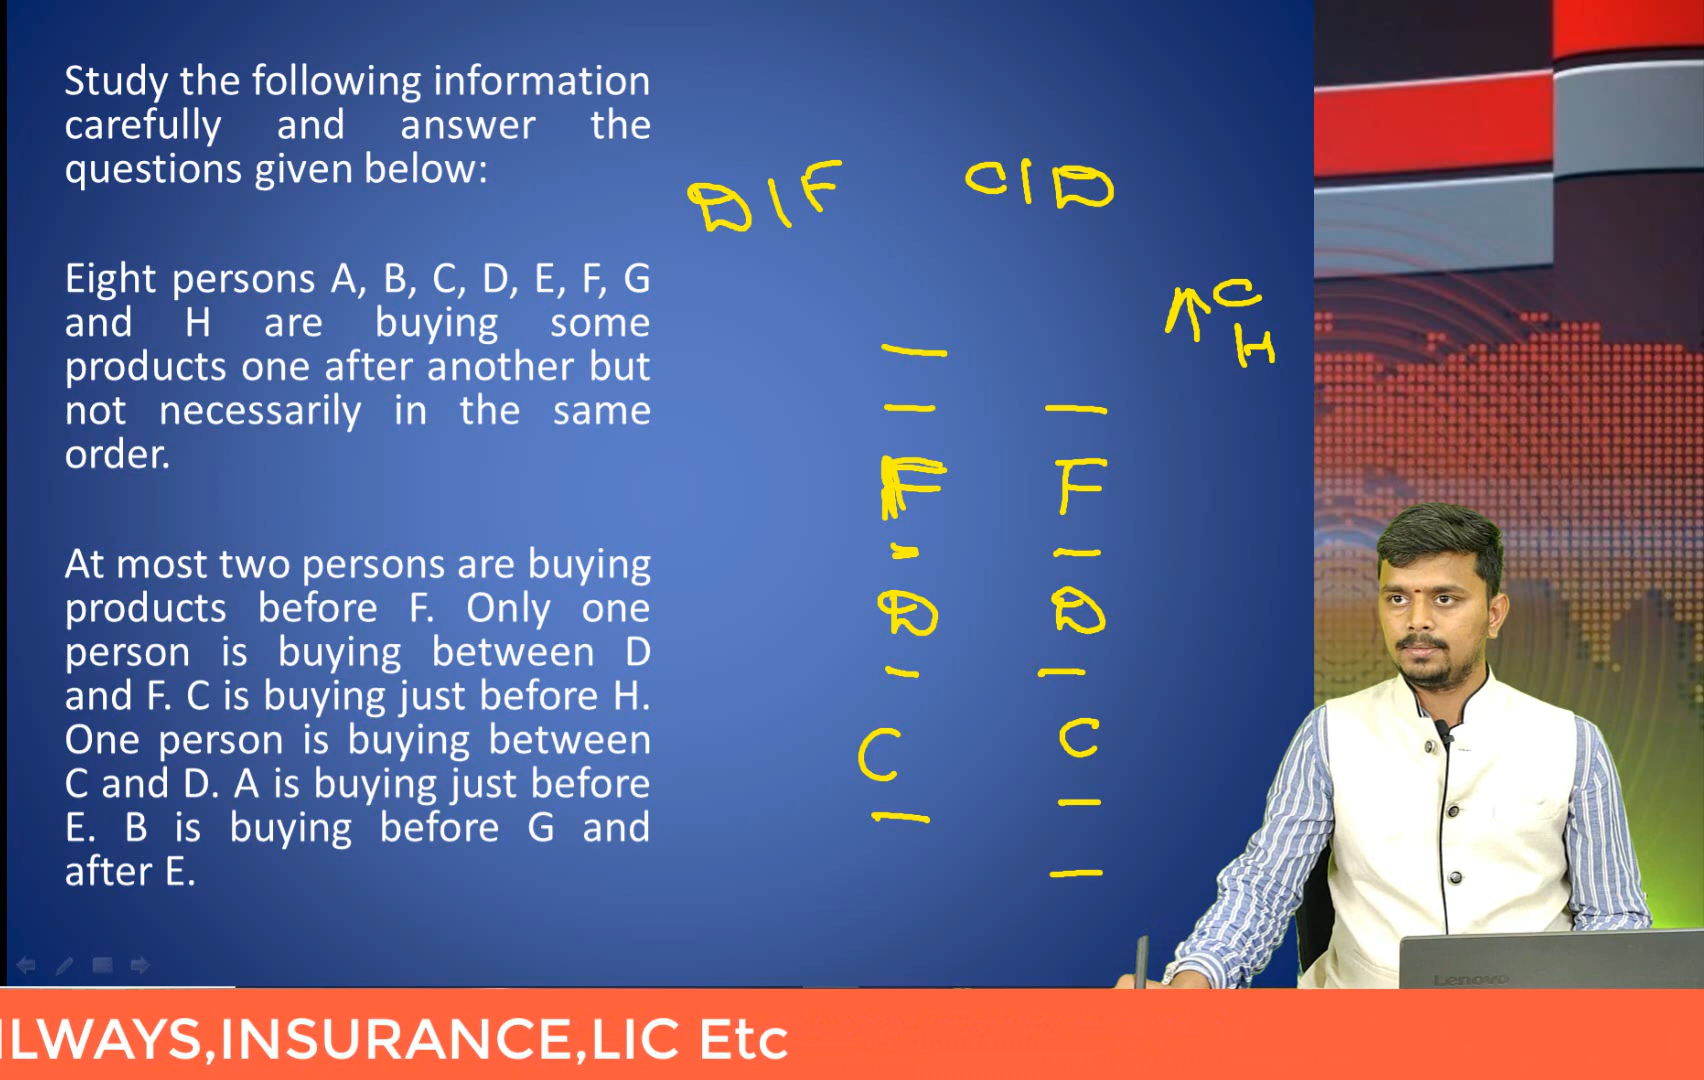 Study the following information
carefully and answer the
questions given below:
Eight persons A, B, C, D, E, F, G
and H are buying some
products one after another but
not necessarily in the same
order.
At most two persons are buying
products before F. Only one
person is buying between D
and F. C is buying just before H.
One person is buying between
C and D. A is buying just before
E. B is buying before G and
after E.
D|F C|D
C
H
F F
D D
C C
Lenovo
ILWAYS,INSURANCE,LIC Etc